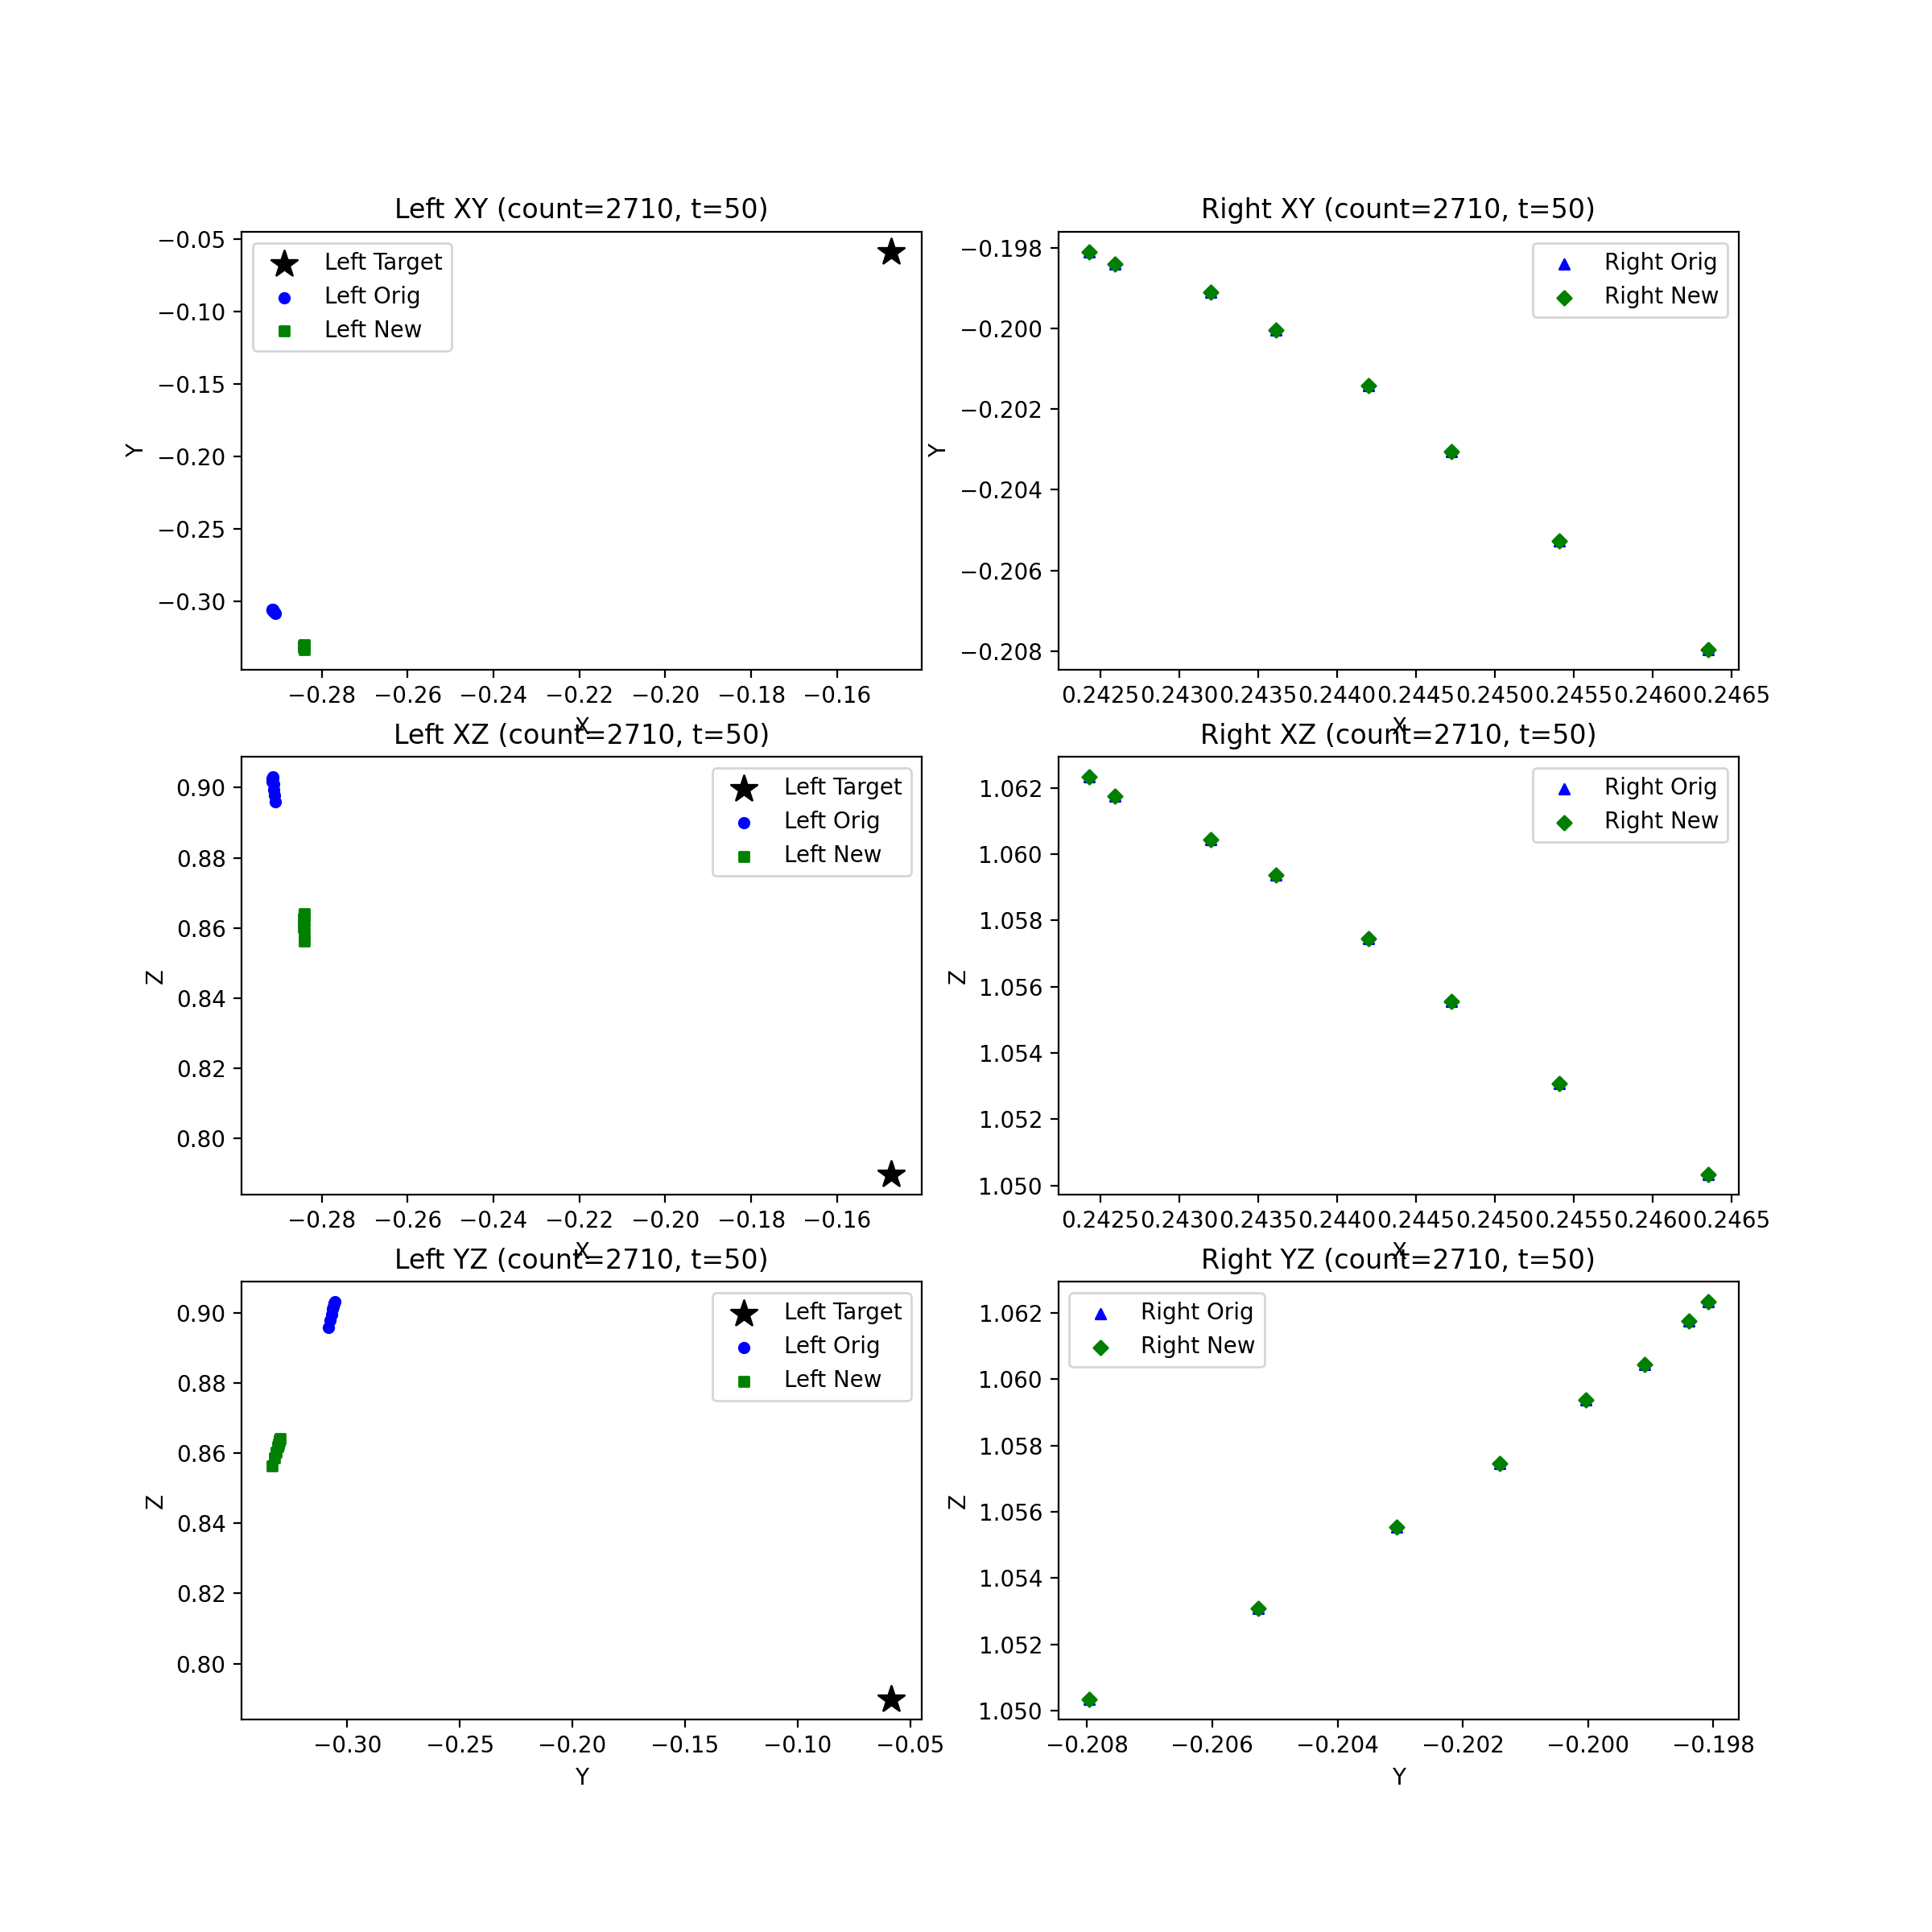 Left XY (count=2710, t=50)
−0.05
−0.10
−0.15
−0.20
−0.25
−0.30
Y
Left Target
Left Orig
Left New
−0.28 −0.26 −0.24 −0.22 −0.20 −0.18 −0.16
X
Right XY (count=2710, t=50)
−0.198
−0.200
−0.202
−0.204
−0.206
−0.208
Y
Right Orig
Right New
0.2425 0.2430 0.2435 0.2440 0.2445 0.2450 0.2455 0.2460 0.2465
X
Left XZ (count=2710, t=50)
0.90
0.88
0.86
0.84
0.82
0.80
Z
Left Target
Left Orig
Left New
−0.28 −0.26 −0.24 −0.22 −0.20 −0.18 −0.16
X
Right XZ (count=2710, t=50)
1.062
1.060
1.058
1.056
1.054
1.052
1.050
Z
Right Orig
Right New
0.2425 0.2430 0.2435 0.2440 0.2445 0.2450 0.2455 0.2460 0.2465
X
Left YZ (count=2710, t=50)
0.90
0.88
0.86
0.84
0.82
0.80
Z
Left Target
Left Orig
Left New
−0.30 −0.25 −0.20 −0.15 −0.10 −0.05
Y
Right YZ (count=2710, t=50)
1.062
1.060
1.058
1.056
1.054
1.052
1.050
Z
Right Orig
Right New
−0.208 −0.206 −0.204 −0.202 −0.200 −0.198
Y